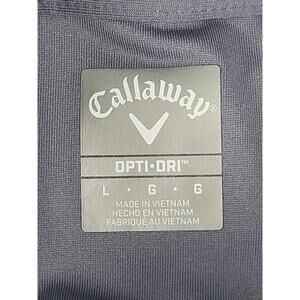 Callaway
OPTI•DRI™
L • G • G
MADE IN VIETNAM
HECHO EN VIETNAM
FABRIQUÉ AU VIETNAM